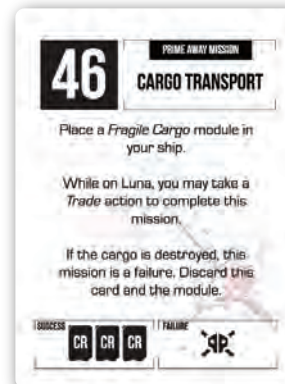 46
PRIME AWAY MISSION
CARGO TRANSPORT
Place a Fragile Cargo module in
your ship.
While on Luna, you may take a
Trade action to complete this
mission.
If the cargo is destroyed, this
mission is a failure. Discard this
card and the module.
SUCCESS
CR CR CR
FAILURE